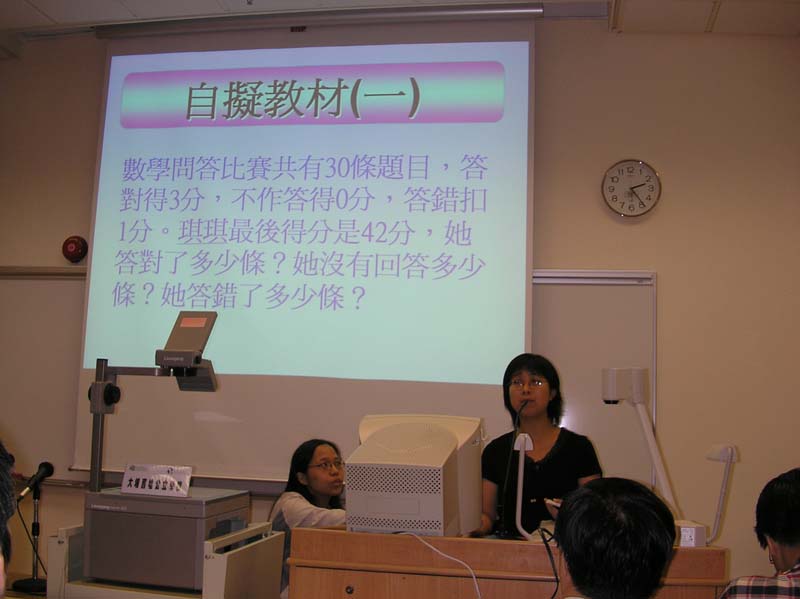 自擬教材(一)
數學問答比賽共有30條題目，答
對得3分，不作答得0分，答錯扣
1分。琪琪最後得分是42分，她
答對了多少條？她沒有回答多少
條？她答錯了多少條？